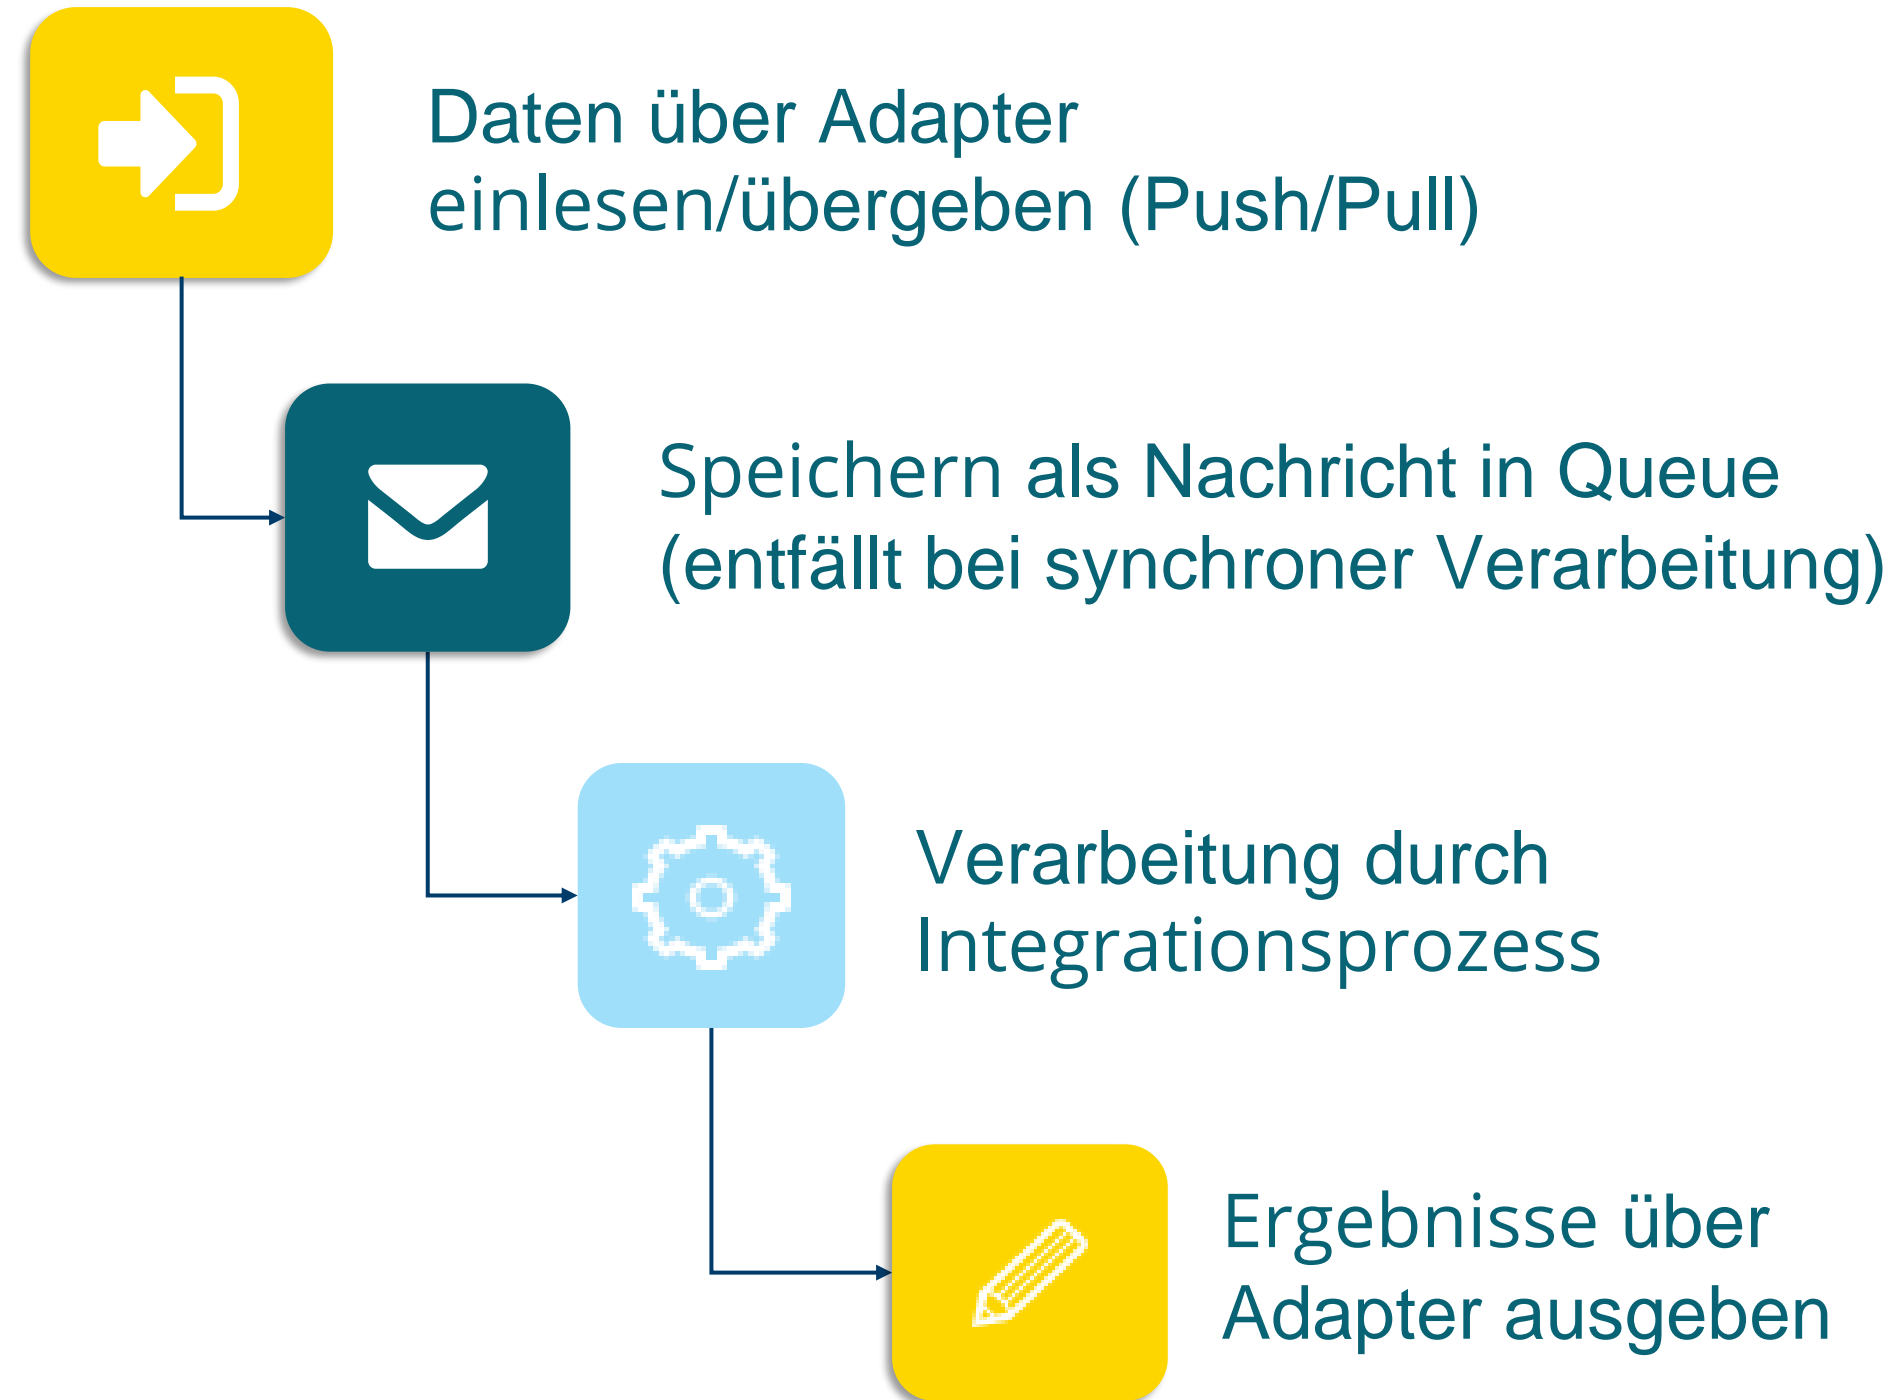 Daten über Adapter
einlesen/übergeben (Push/Pull)
Speichern als Nachricht in Queue
(entfällt bei synchroner Verarbeitung)
Verarbeitung durch
Integrationsprozess
Ergebnisse über
Adapter ausgeben